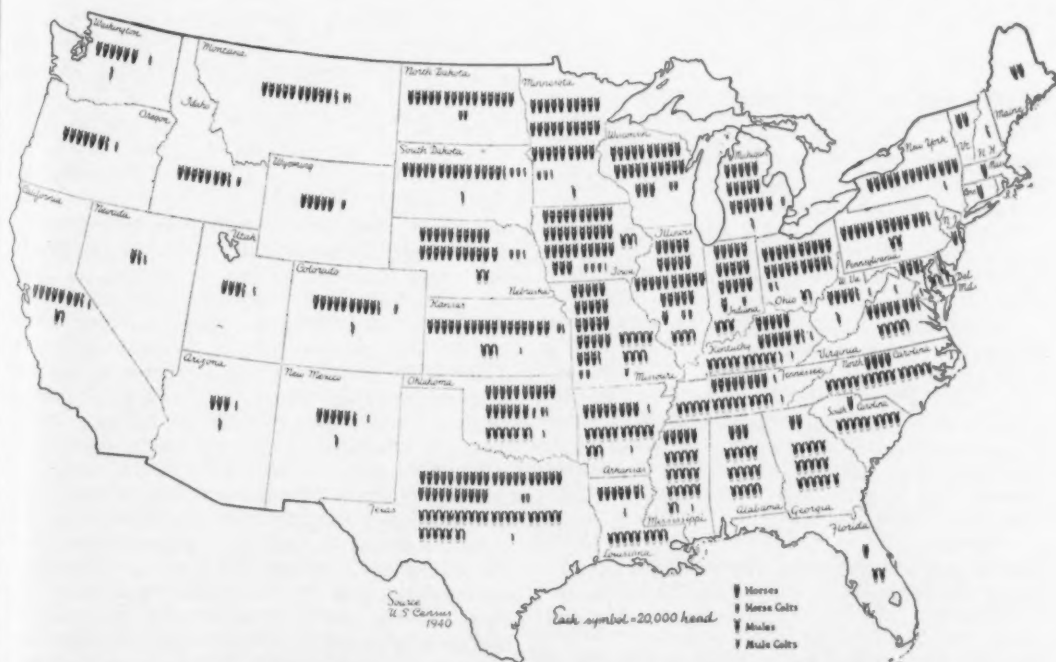 Washington
Montana
North Dakota
Minnesota
Oregon
Idaho
South Dakota
Wisconsin
Michigan
Maine
New York
Vt.
N.H.
Wyoming
California
Nevada
Utah
Colorado
Nebraska
Iowa
Illinois
Indiana
Ohio
Pennsylvania
N.J.
Del.
Md.
W. Va.
Kansas
Missouri
Kentucky
Virginia
Arizona
New Mexico
Oklahoma
Arkansas
Tennessee
North Carolina
South Carolina
Texas
Louisiana
Mississippi
Alabama
Georgia
Florida
Source
U S Census
1940
Each symbol = 20,000 head
Horses
Horse Colts
Mules
Mule Colts